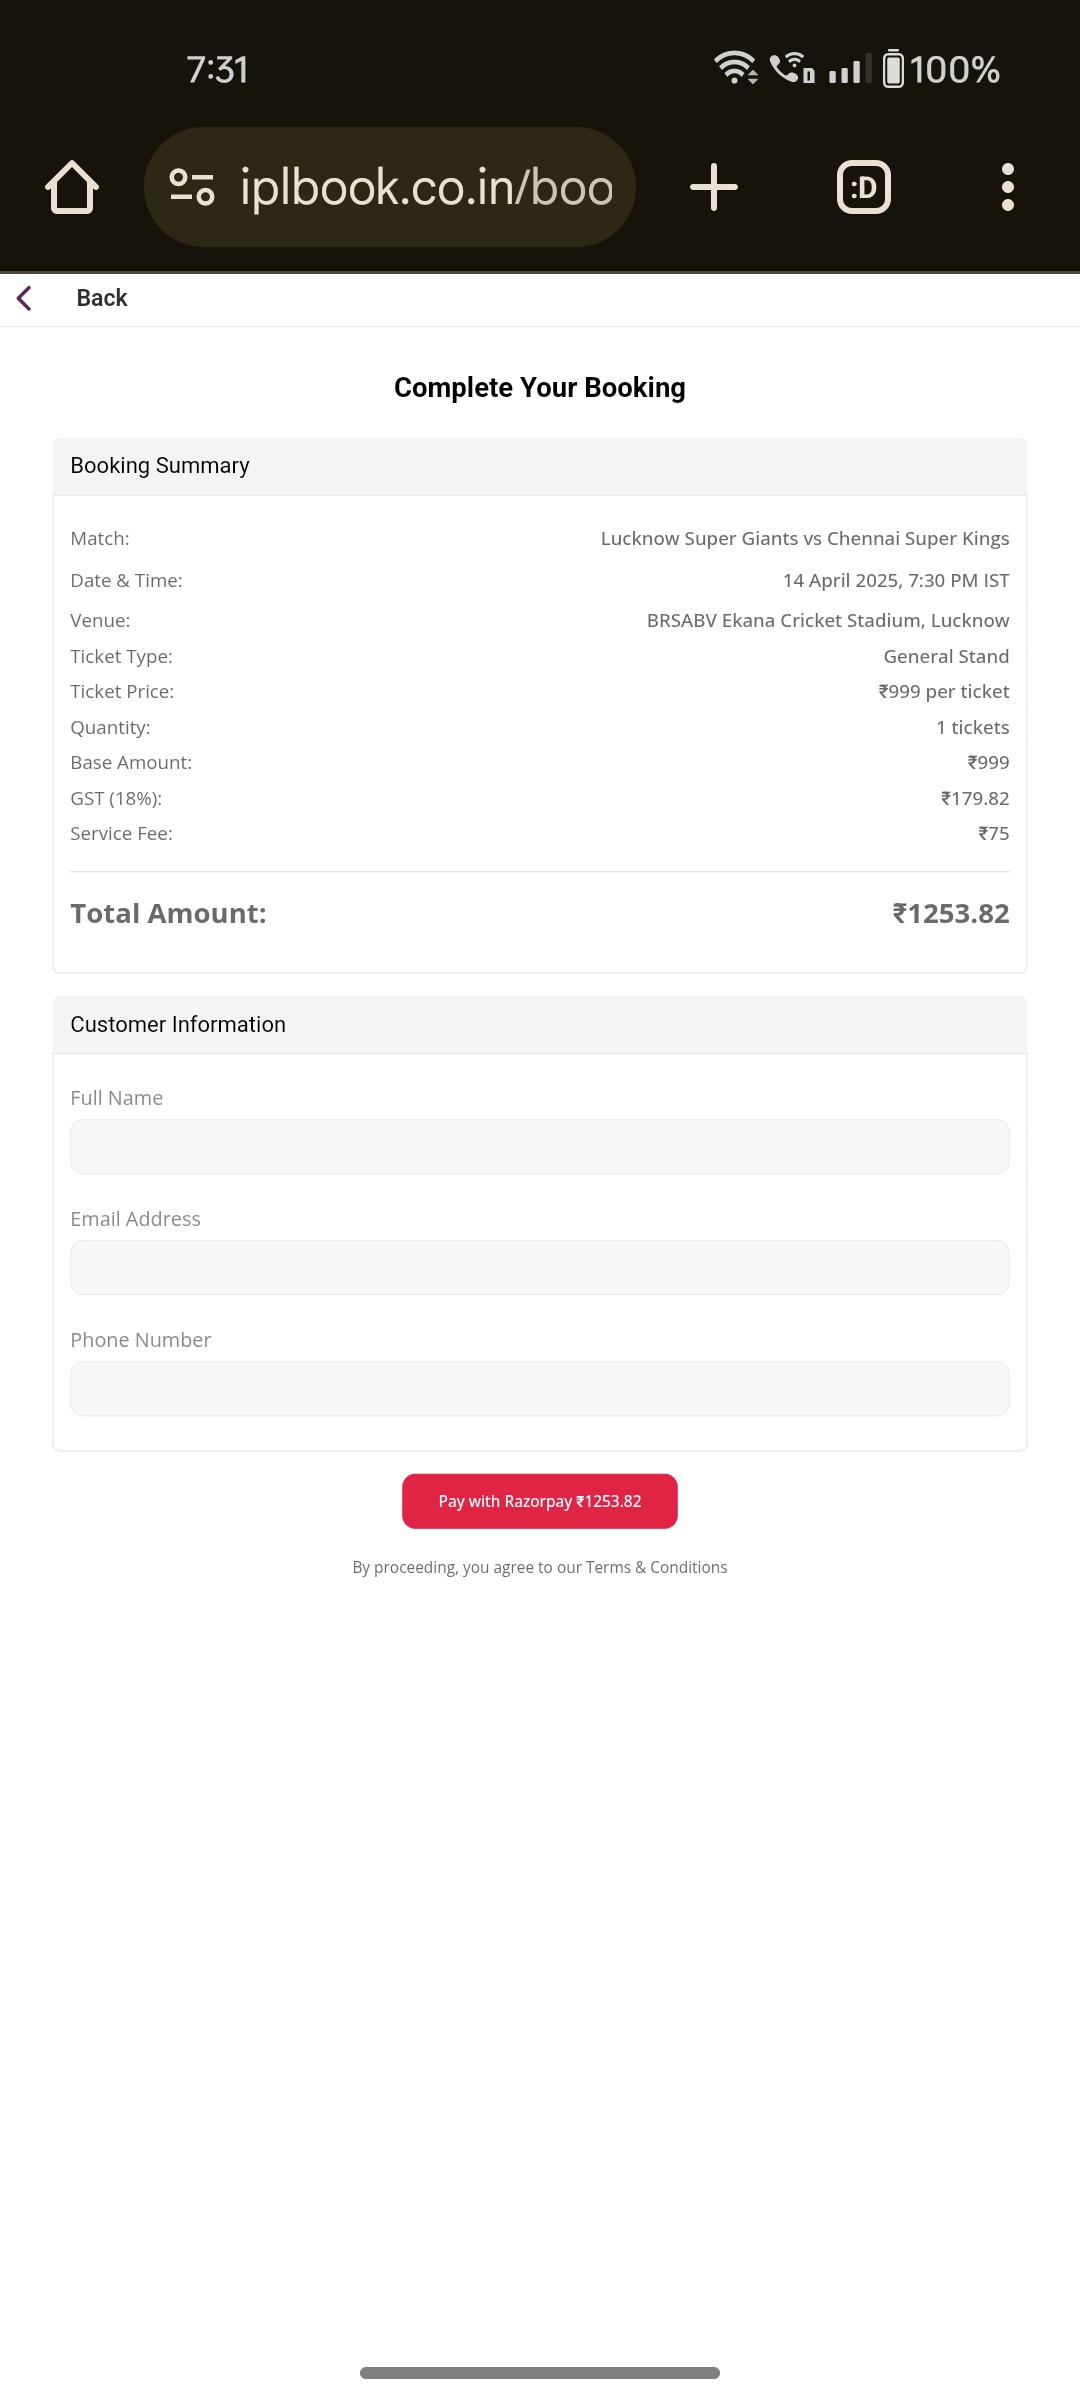 7:31 100%
iplbook.co.in/boo :D
Back
Complete Your Booking
Booking Summary
Match: Lucknow Super Giants vs Chennai Super Kings
Date & Time: 14 April 2025, 7:30 PM IST
Venue: BRSABV Ekana Cricket Stadium, Lucknow
Ticket Type: General Stand
Ticket Price: ₹999 per ticket
Quantity: 1 tickets
Base Amount: ₹999
GST (18%): ₹179.82
Service Fee: ₹75
Total Amount: ₹1253.82
Customer Information
Full Name
Email Address
Phone Number
Pay with Razorpay ₹1253.82
By proceeding, you agree to our Terms & Conditions